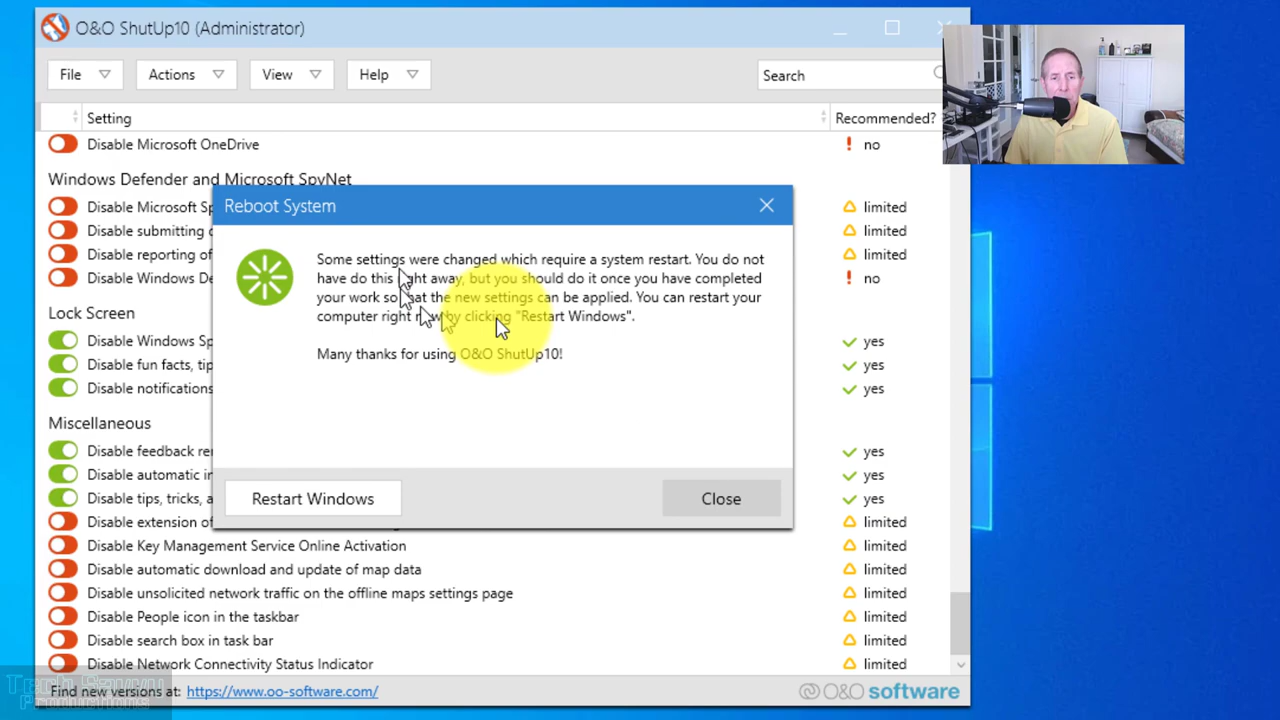 O&O ShutUp10 (Administrator)
File Actions View Help Search
Setting Recommended?
Disable Microsoft OneDrive no
Windows Defender and Microsoft SpyNet
Disable Microsoft Sp limited
Disable submitting limited
Disable reporting of limited
Disable Windows De no
Lock Screen
Disable Windows Sp yes
Disable fun facts, tip yes
Disable notifications yes
Miscellaneous
Disable feedback re yes
Disable automatic in yes
Disable tips, tricks, a yes
Disable extension of limited
Disable Key Management Service Online Activation limited
Disable automatic download and update of map data limited
Disable unsolicited network traffic on the offline maps settings page limited
Disable People icon in the taskbar limited
Disable search box in task bar limited
Disable Network Connectivity Status Indicator limited
Reboot System
Some settings were changed which require a system restart. You do not
have do this right away, but you should do it once you have completed
your work so that the new settings can be applied. You can restart your
computer right now by clicking "Restart Windows".
Many thanks for using O&O ShutUp10!
Restart Windows Close
Find new versions at: https://www.oo-software.com/ O&O software
Tech Savvy
Productions